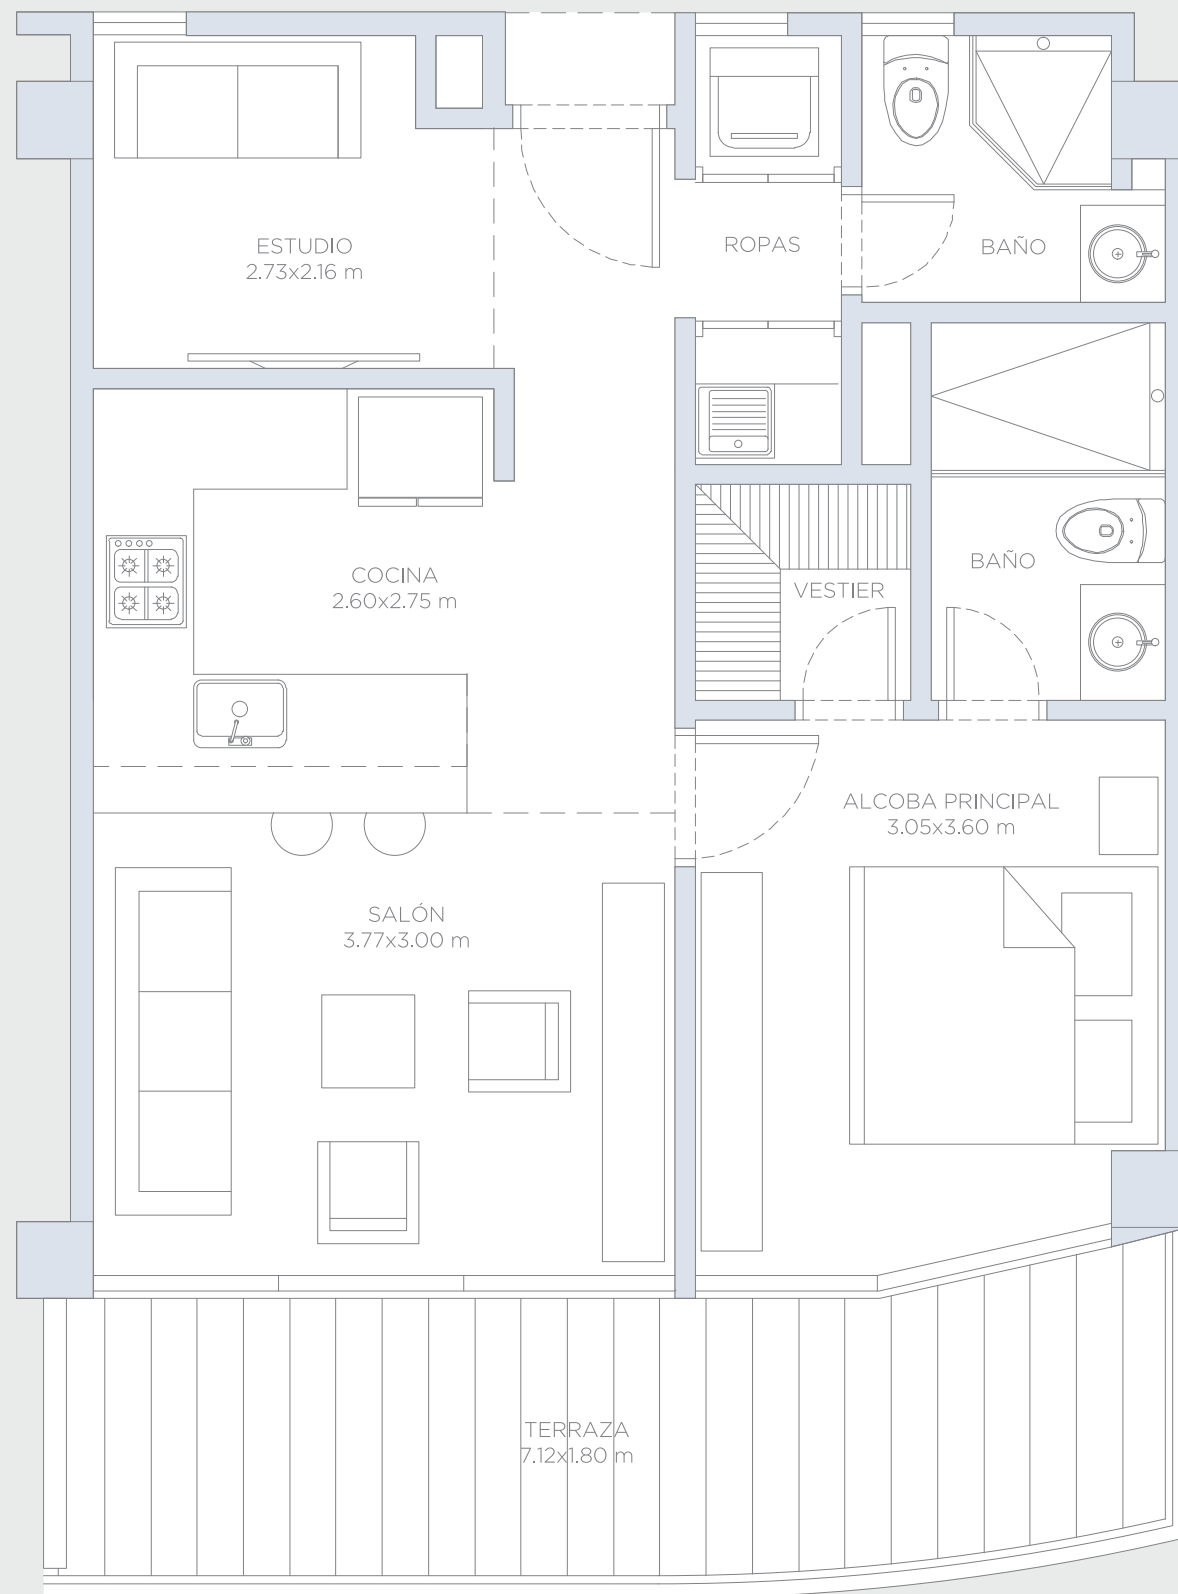 ESTUDIO
2.73x2.16 m
ROPAS
BAÑO
COCINA
2.60x2.75 m
VESTIER
BAÑO
ALCOBA PRINCIPAL
3.05x3.60 m
SALÓN
3.77x3.00 m
TERRAZA
7.12x1.80 m